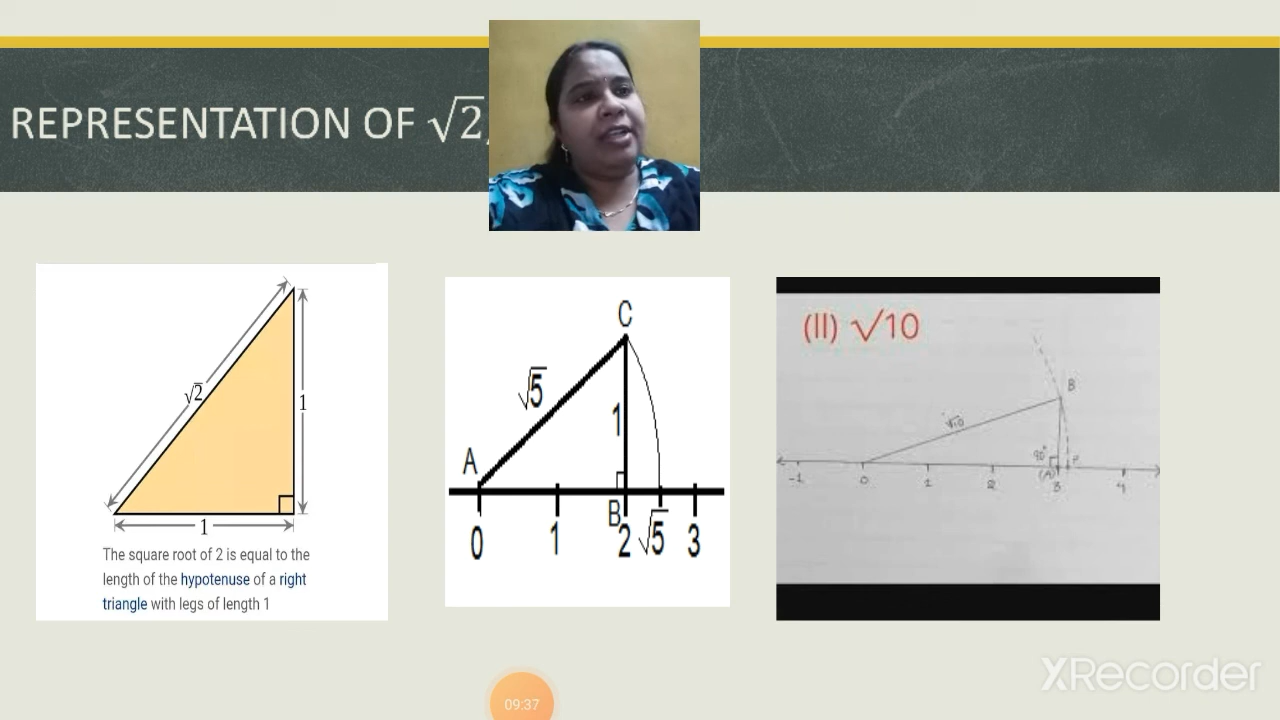 REPRESENTATION OF √2,
√2
1
1
The square root of 2 is equal to the
length of the hypotenuse of a right
triangle with legs of length 1
C
√5
1
A
B
0 1 2 √5 3
(II) √10
B
√10
90°
(A) P
-1 0 1 2 3 4
XRecorder
09:37